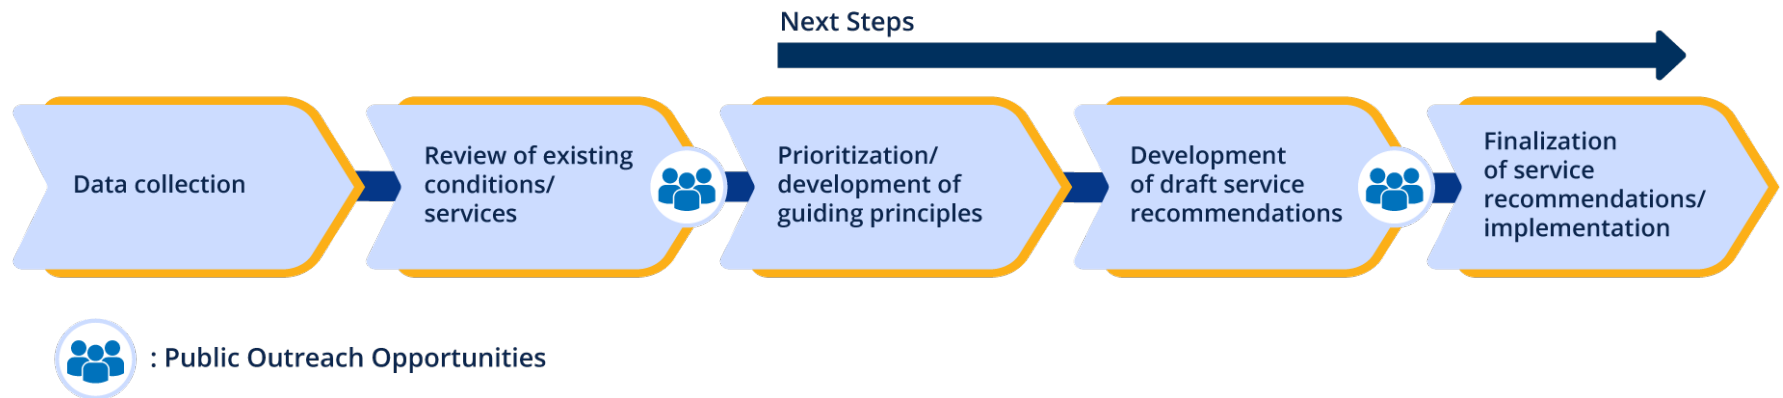 Next Steps
Data collection
Review of existing
conditions/
services
Prioritization/
development of
guiding principles
Development
of draft service
recommendations
Finalization
of service
recommendations/
implementation
: Public Outreach Opportunities